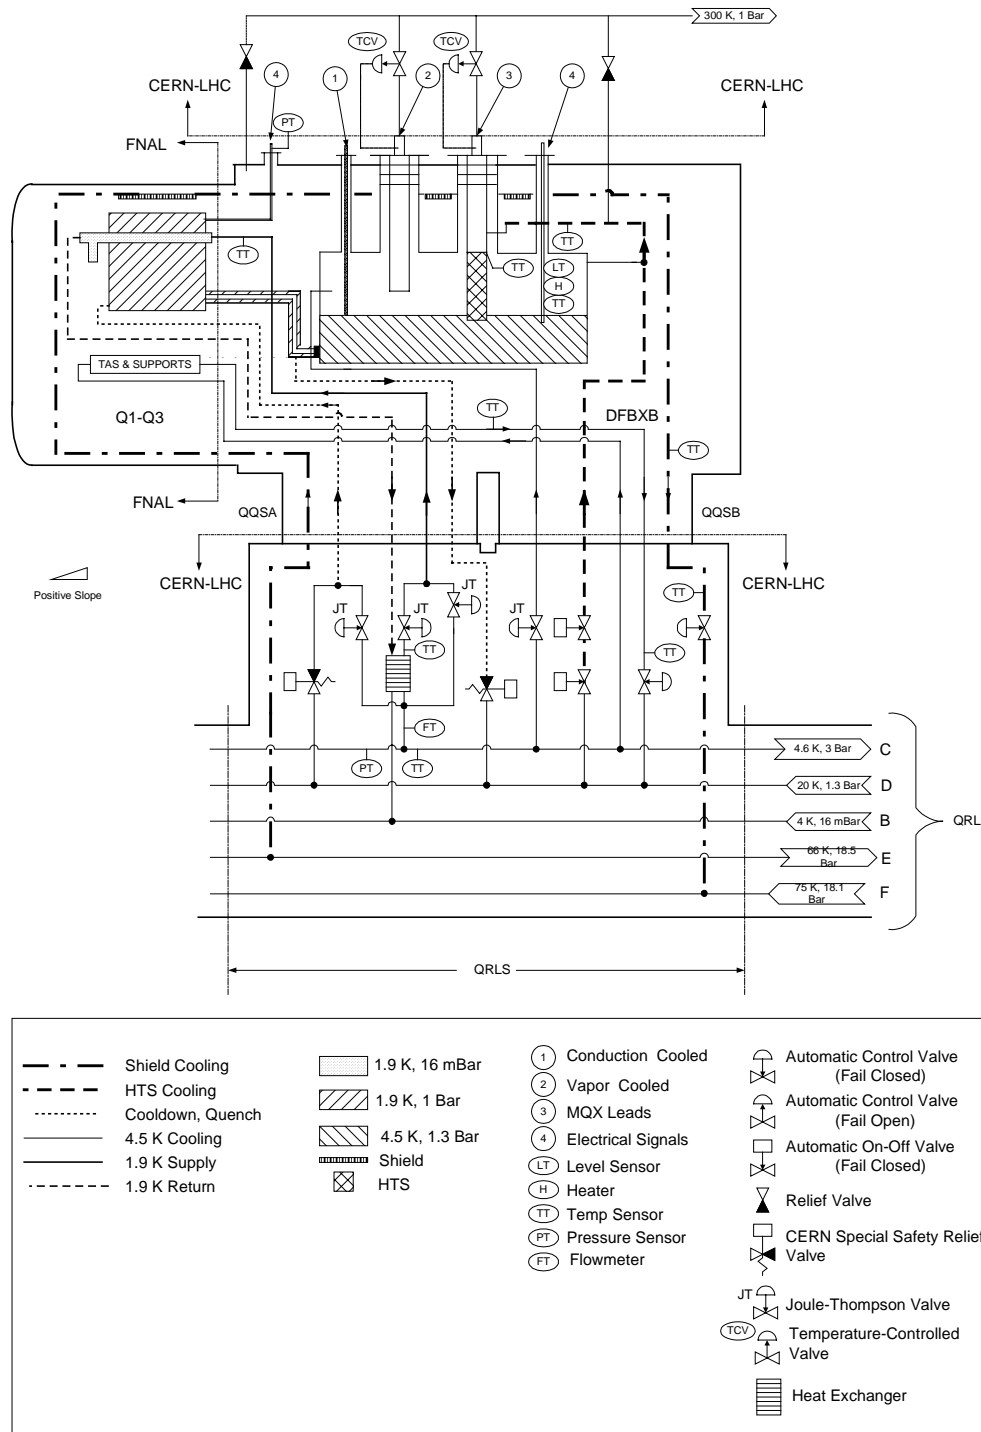 300 K, 1 Bar
TCV
TCV
4
1
2
3
4
CERN-LHC
CERN-LHC
PT
FNAL
TT
TT
TT
LT
H
TT
TAS & SUPPORTS
Q1-Q3
TT
DFBXB
TT
FNAL
QQSA
QQSB
CERN-LHC
CERN-LHC
Positive Slope
TT
JT
JT
JT
JT
TT
TT
FT
PT
TT
4.6 K, 3 Bar
C
20 K, 1.3 Bar
D
4 K, 16 mBar
B
QRL
66 K, 18.5
Bar
E
75 K, 18.1
Bar
F
QRLS
Shield Cooling
HTS Cooling
Cooldown, Quench
4.5 K Cooling
1.9 K Supply
1.9 K Return
1.9 K, 16 mBar
1.9 K, 1 Bar
4.5 K, 1.3 Bar
Shield
HTS
1 Conduction Cooled
2 Vapor Cooled
3 MQX Leads
4 Electrical Signals
LT Level Sensor
H Heater
TT Temp Sensor
PT Pressure Sensor
FT Flowmeter
Automatic Control Valve
(Fail Closed)
Automatic Control Valve
(Fail Open)
Automatic On-Off Valve
(Fail Closed)
Relief Valve
CERN Special Safety Relief
Valve
JT Joule-Thompson Valve
TCV Temperature-Controlled
Valve
Heat Exchanger